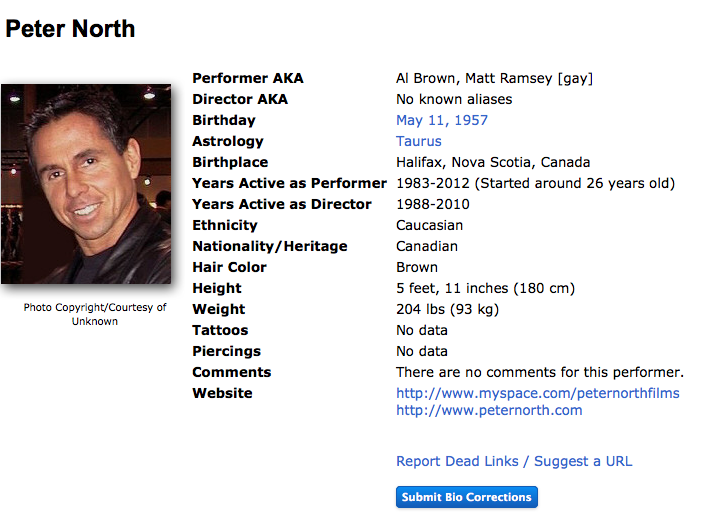 Peter North
Performer AKA Al Brown, Matt Ramsey [gay]
Director AKA No known aliases
Birthday May 11, 1957
Astrology Taurus
Birthplace Halifax, Nova Scotia, Canada
Years Active as Performer 1983-2012 (Started around 26 years old)
Years Active as Director 1988-2010
Ethnicity Caucasian
Nationality/Heritage Canadian
Hair Color Brown
Height 5 feet, 11 inches (180 cm)
Weight 204 lbs (93 kg)
Tattoos No data
Piercings No data
Comments There are no comments for this performer.
Website http://www.myspace.com/peternorthfilms
http://www.peternorth.com
Photo Copyright/Courtesy of
Unknown
Report Dead Links / Suggest a URL
Submit Bio Corrections